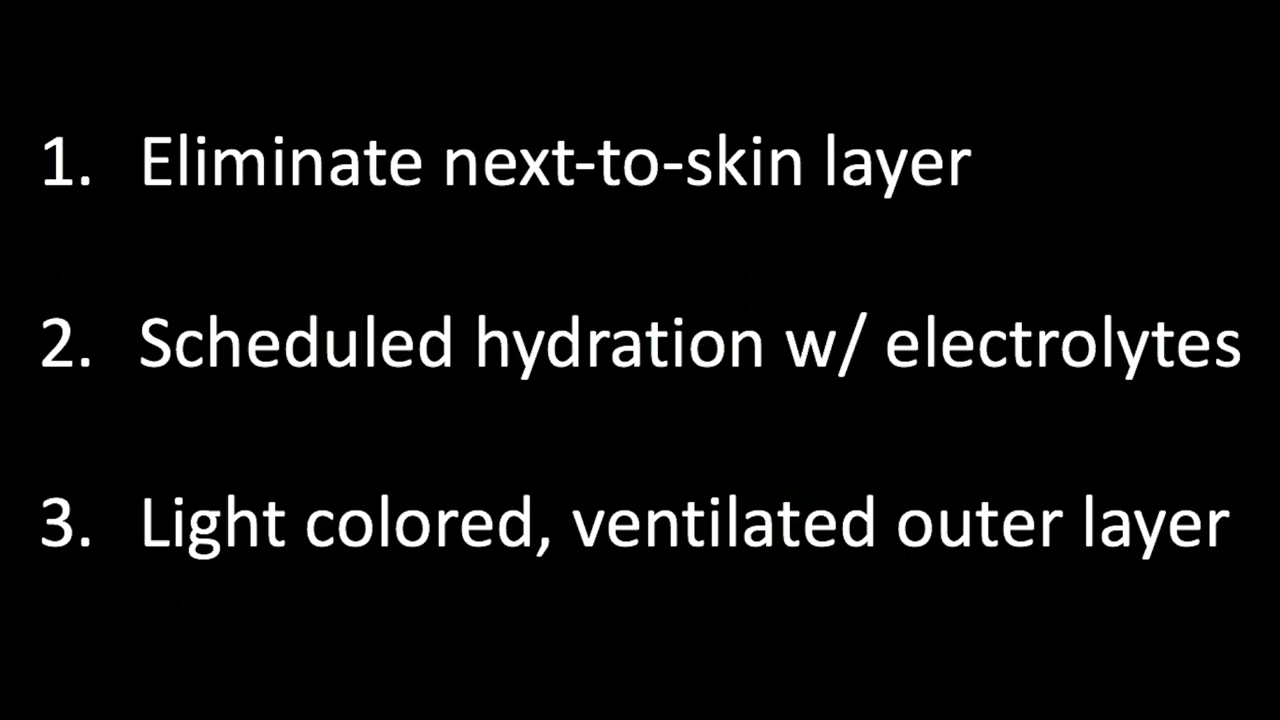 1. Eliminate next-to-skin layer
2. Scheduled hydration w/ electrolytes
3. Light colored, ventilated outer layer